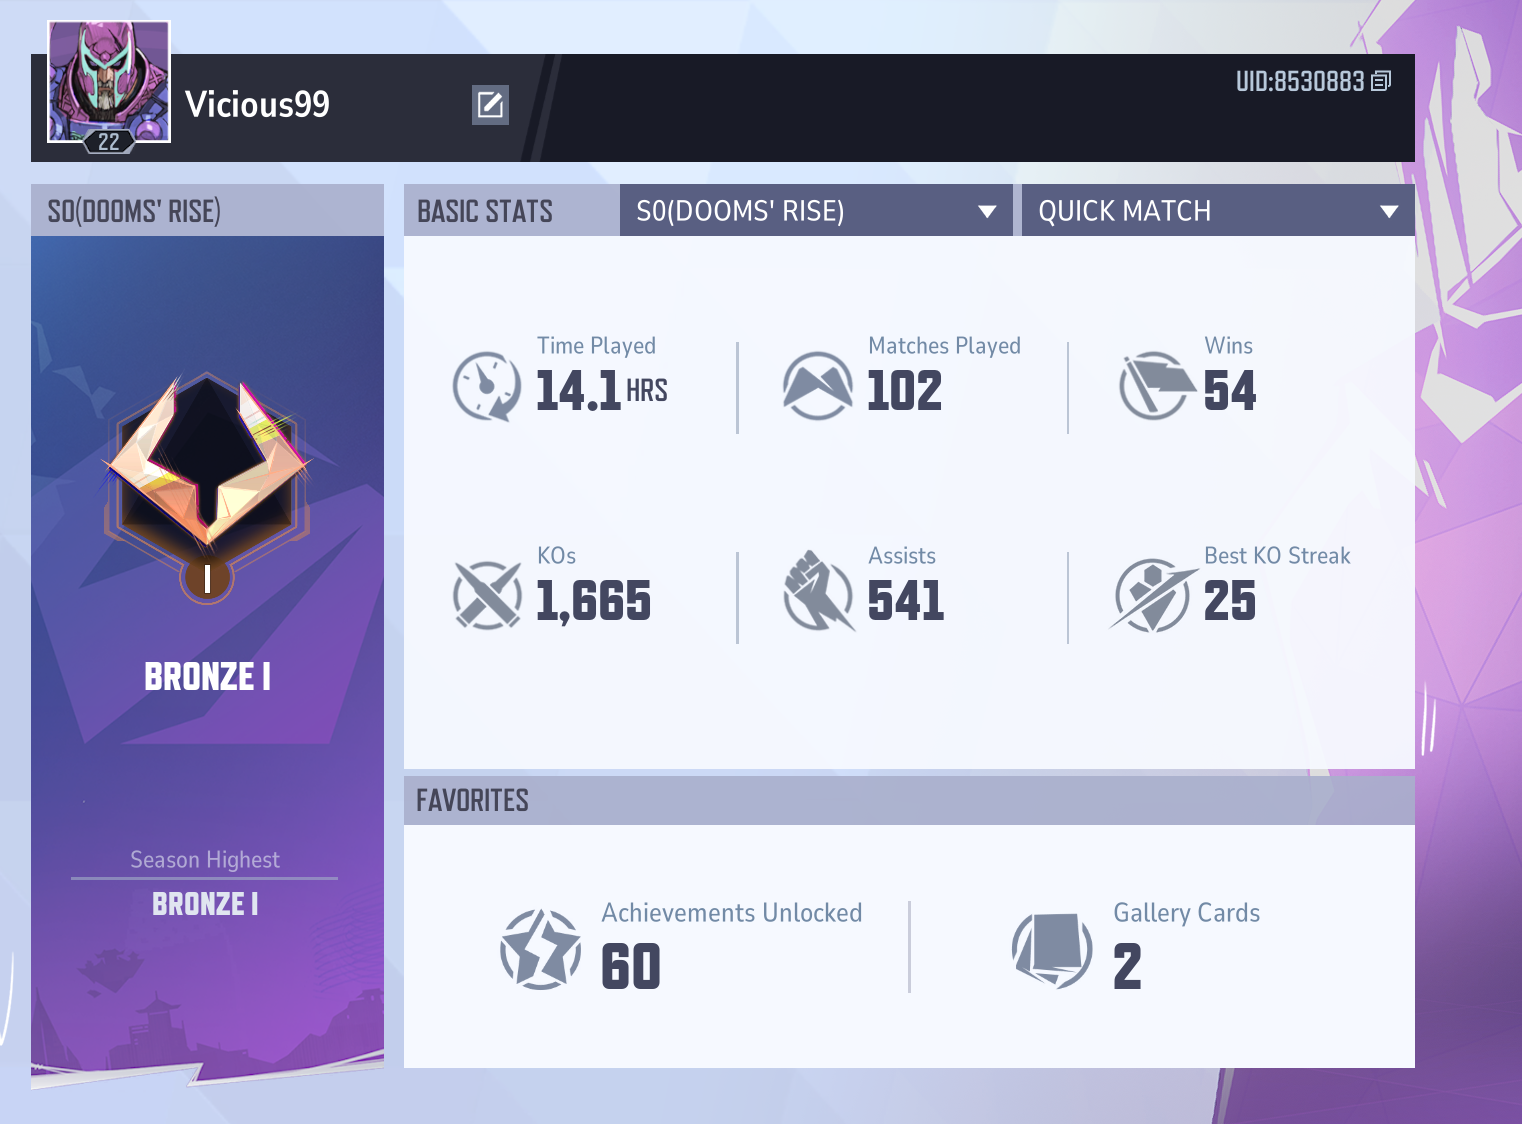 Vicious99
UID:8530883
22
S0(DOOMS' RISE)
BASIC STATS
S0(DOOMS' RISE)
QUICK MATCH
Time Played
14.1 HRS
Matches Played
102
Wins
54
KOs
1,665
Assists
541
Best KO Streak
25
I
BRONZE I
Season Highest
BRONZE I
FAVORITES
Achievements Unlocked
60
Gallery Cards
2